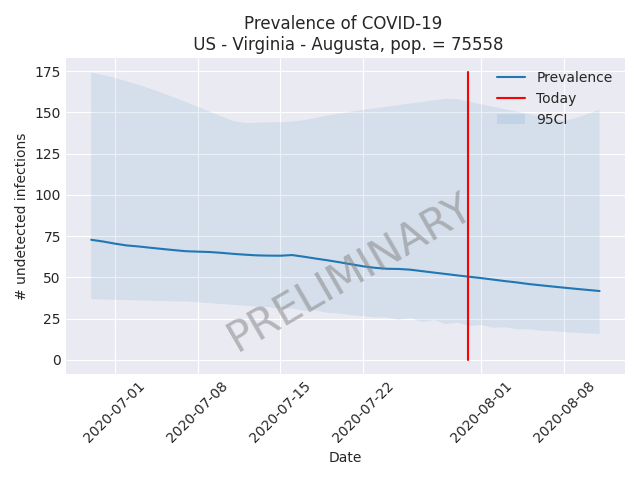 Prevalence of COVID-19
US - Virginia - Augusta, pop. = 75558
# undetected infections
175
150
125
100
75
50
25
0
Prevalence
Today
95CI
PRELIMINARY
2020-07-01
2020-07-08
2020-07-15
2020-07-22
2020-08-01
2020-08-08
Date